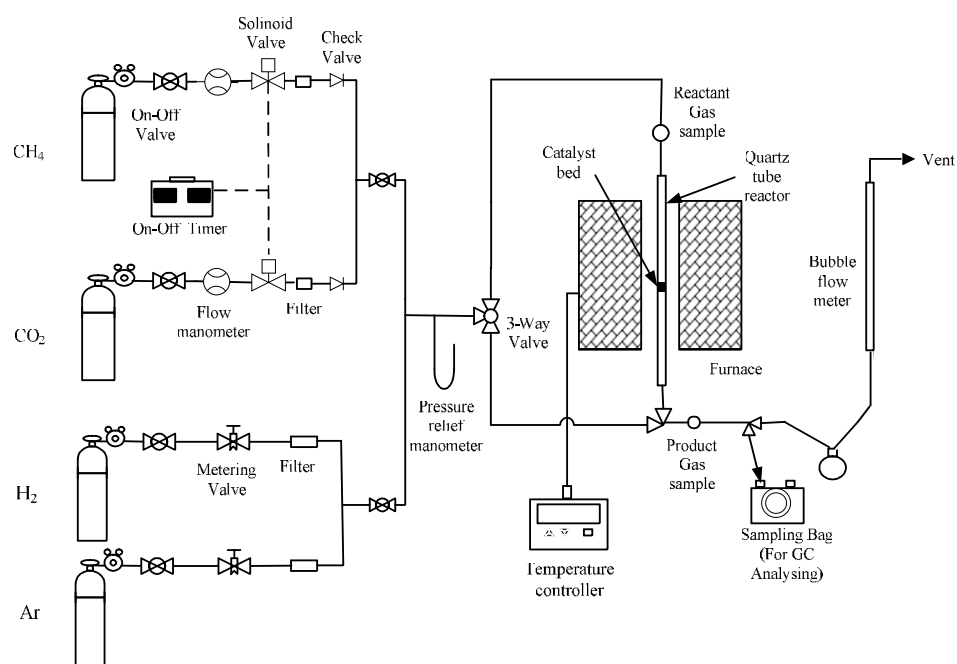 Solinoid
Valve
Check
Valve
On-Off
Valve
CH4
On-Off Timer
CO2
Flow
manometer
Filter
3-Way
Valve
Pressure
relief
manometer
H2
Metering
Valve
Filter
Ar
Reactant
Gas
sample
Catalyst
bed
Quartz
tube
reactor
Vent
Bubble
flow
meter
Furnace
Product
Gas
sample
Temperature
controller
Sampling Bag
(For GC
Analysing)